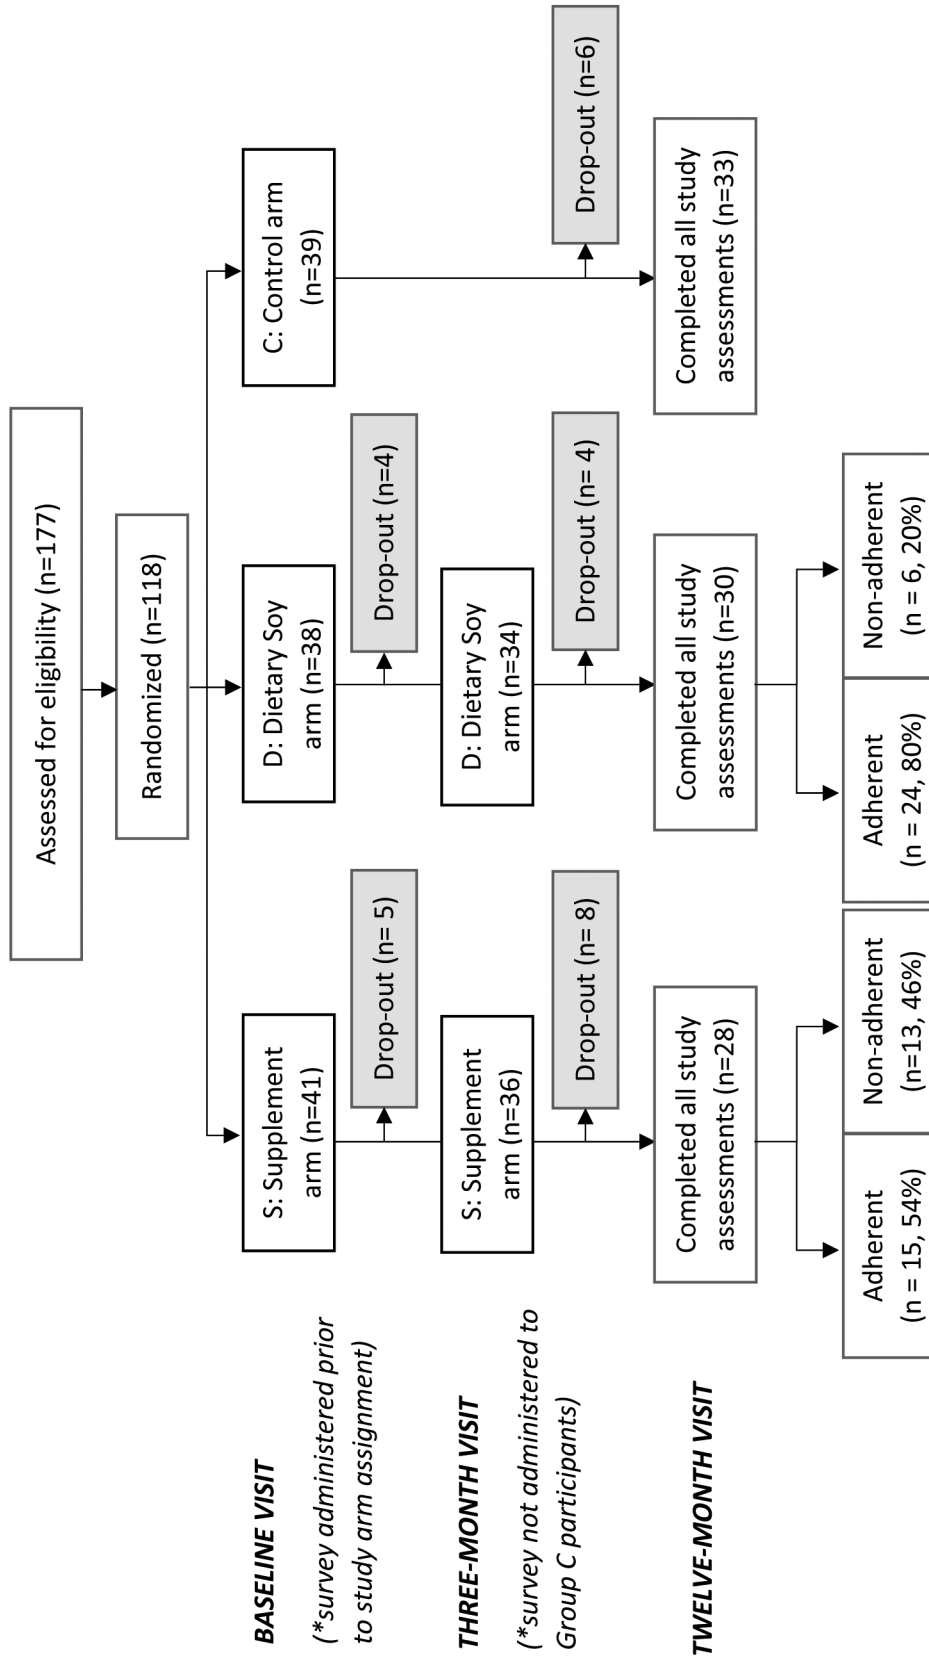 Assessed for eligibility (n=177)
Randomized (n=118)
BASELINE VISIT
(*survey administered prior
to study arm assignment)
S: Supplement
arm (n=41)
D: Dietary Soy
arm (n=38)
C: Control arm
(n=39)
Drop-out (n= 5)
Drop-out (n=4)
THREE-MONTH VISIT
(*survey not administered to
Group C participants)
S: Supplement
arm (n=36)
D: Dietary Soy
arm (n=34)
Drop-out (n= 8)
Drop-out (n= 4)
Drop-out (n=6)
TWELVE-MONTH VISIT
Completed all study
assessments (n=28)
Completed all study
assessments (n=30)
Completed all study
assessments (n=33)
Adherent
(n = 15, 54%)
Non-adherent
(n=13, 46%)
Adherent
(n = 24, 80%)
Non-adherent
(n = 6, 20%)